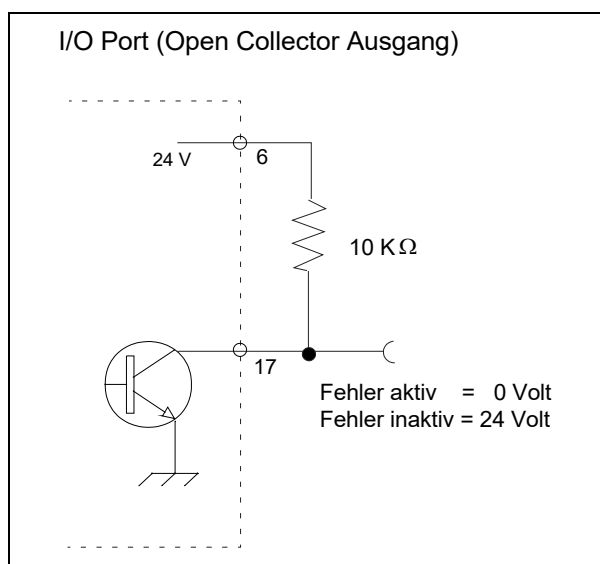 I/O Port (Open Collector Ausgang)
24 V
6
10 KΩ
17
Fehler aktiv = 0 Volt
Fehler inaktiv = 24 Volt